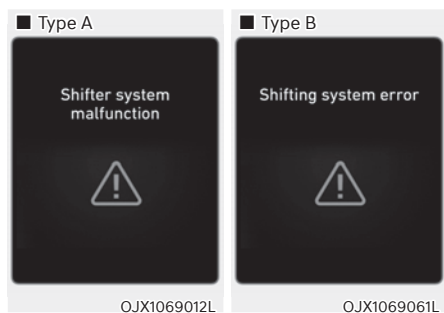 ■ Type A
Shifter system
malfunction
OJX1069012L
■ Type B
Shifting system error
OJX1069061L